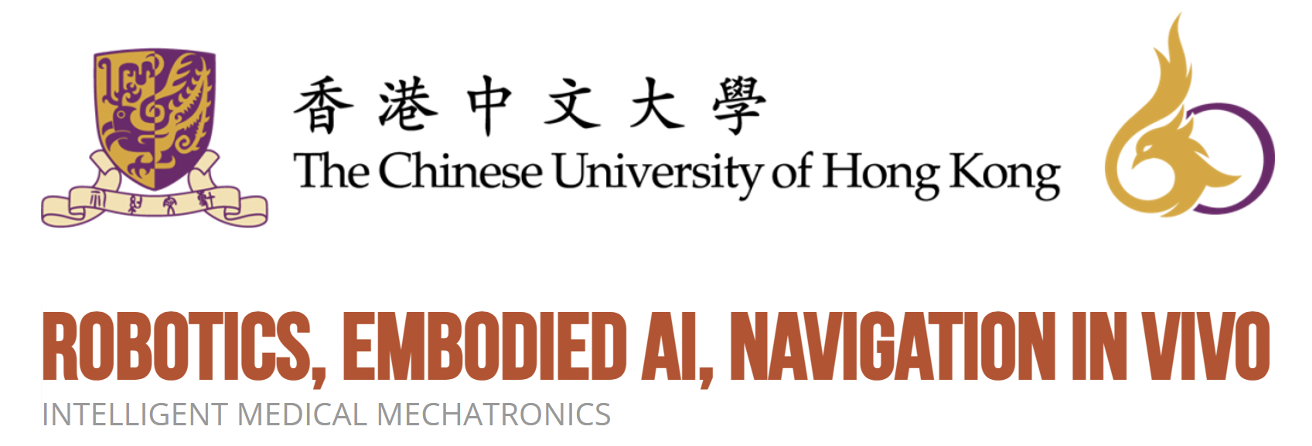 香港中文大學
The Chinese University of Hong Kong
ROBOTICS, EMBODIED AI, NAVIGATION IN VIVO
INTELLIGENT MEDICAL MECHATRONICS